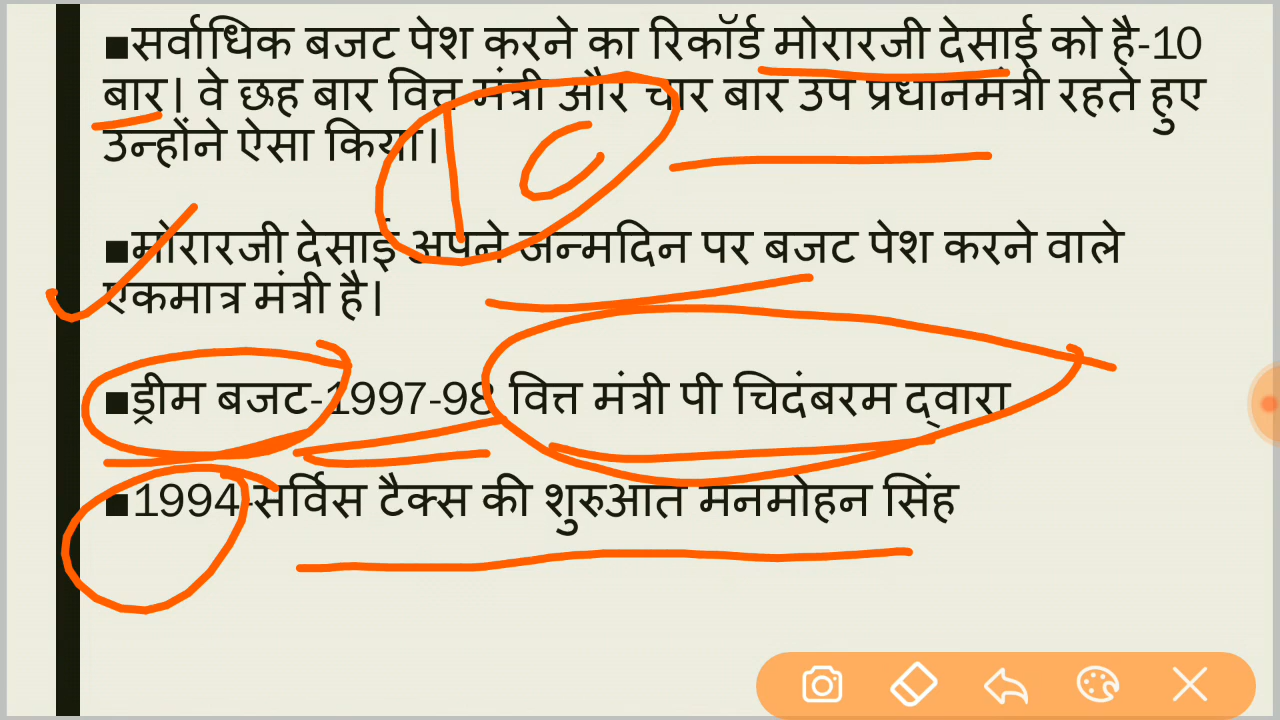 ■सर्वाधिक बजट पेश करने का रिकॉर्ड मोरारजी देसाई को है-10
बार। वे छह बार वित्त मंत्री और चार बार उप प्रधानमंत्री रहते हुए
उन्होंने ऐसा किया।
■मोरारजी देसाई अपने जन्मदिन पर बजट पेश करने वाले
एकमात्र मंत्री है।
■ड्रीम बजट-1997-98 वित्त मंत्री पी चिदंबरम द्वारा
■1994-सर्विस टैक्स की शुरुआत मनमोहन सिंह
10